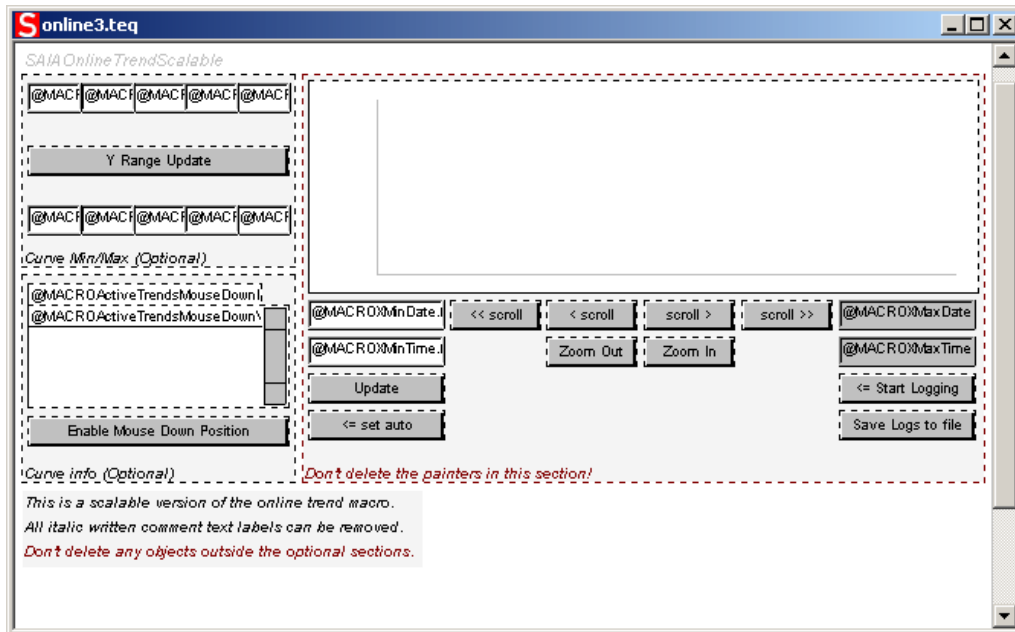 S online3.teq
SAIAOnlineTrendScalable
@MACF @MACF @MACF @MACF @MACF
Y Range Update
@MACF @MACF @MACF @MACF @MACF
Curve Min/Max (Optional)
@MACROActiveTrendsMouseDown
@MACROActiveTrendsMouseDown
Enable Mouse Down Position
Curve info (Optional)
@MACROXMinDate. << scroll < scroll scroll > scroll >> @MACROXMaxDate
@MACROXMinTime. Zoom Out Zoom In @MACROXMaxTime
Update <= Start Logging
<= set auto Save Logs to file
Don't delete the painters in this section!
This is a scalable version of the online trend macro.
All italic written comment text labels can be removed.
Don't delete any objects outside the optional sections.